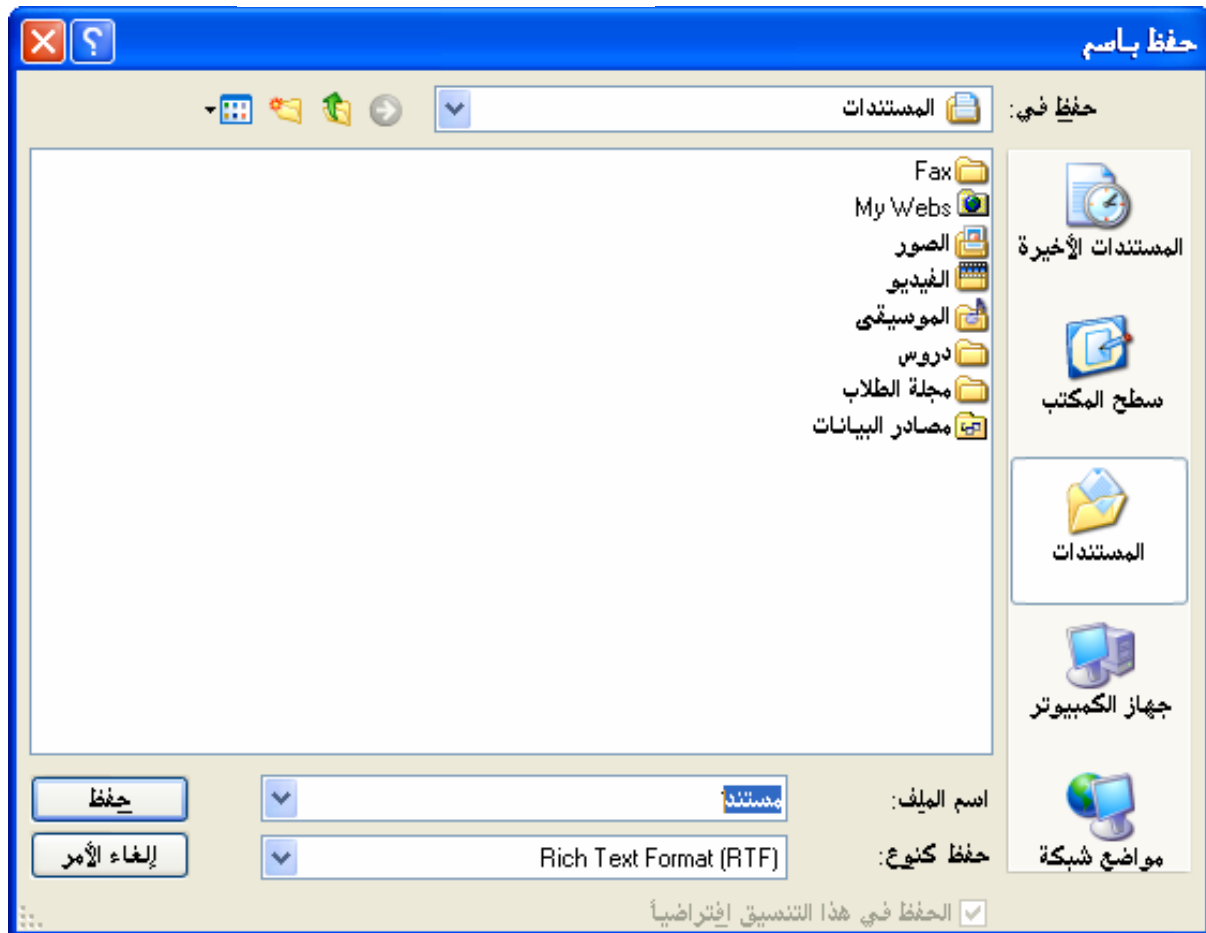 حفظ باسم
حفظ في:
المستندات
المستندات الأخيرة
سطح المكتب
المستندات
جهاز الكمبيوتر
مواضع شبكة
Fax
My Webs
الصور
الفيديو
الموسيقى
دروس
مجلة الطلاب
مصادر البيانات
اسم الملف:
مستند
حفظ
حفظ كنوع:
Rich Text Format (RTF)
إلغاء الأمر
الحفظ في هذا التنسيق افتراضياً